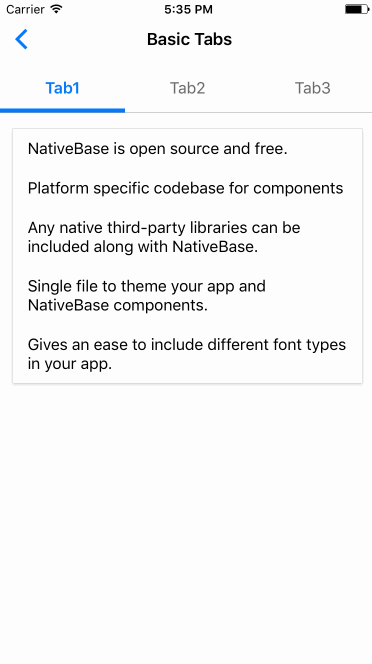 Carrier 5:35 PM
Basic Tabs
Tab1 Tab2 Tab3
NativeBase is open source and free.
Platform specific codebase for components
Any native third-party libraries can be
included along with NativeBase.
Single file to theme your app and
NativeBase components.
Gives an ease to include different font types
in your app.